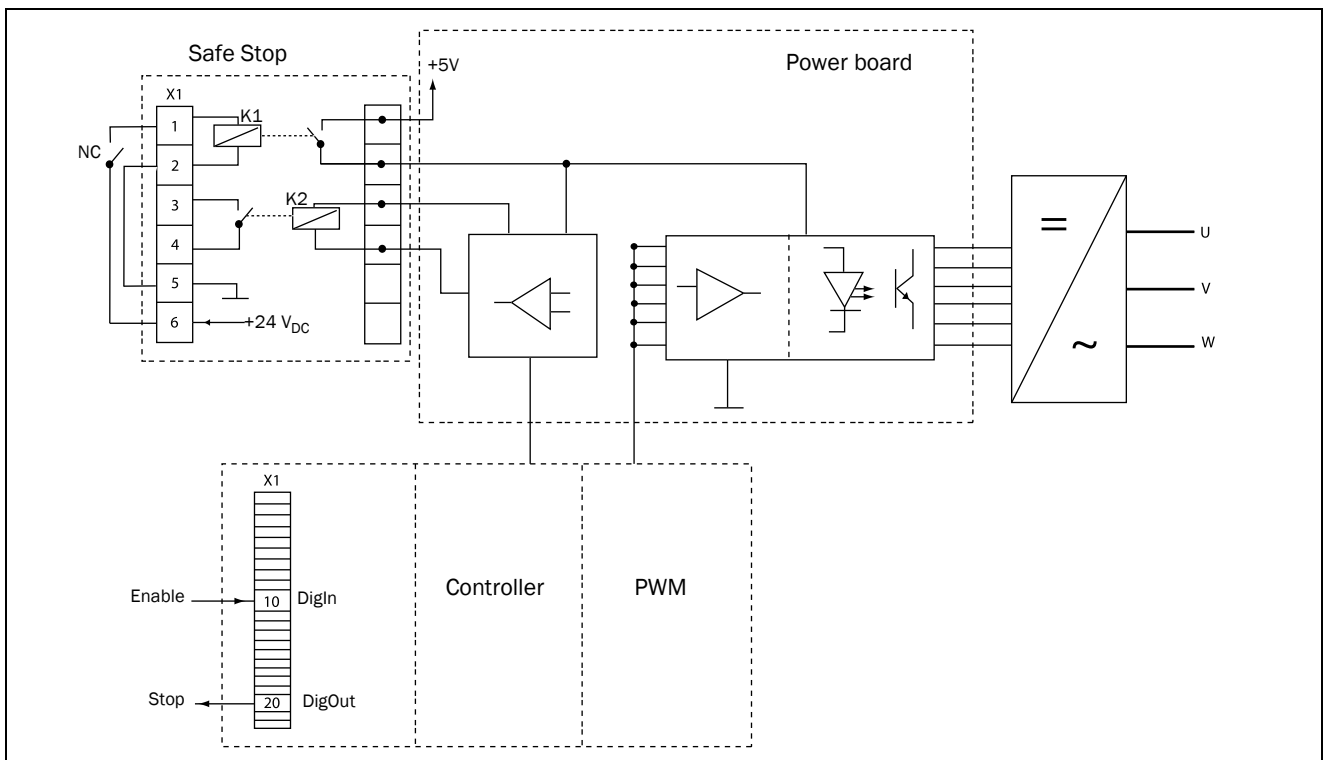 Safe Stop
Power board
+5V
X1
1
K1
NC
2
3
K2
4
5
6
+24 VDC
=
~
U
V
W
X1
Enable
10
DigIn
Controller
PWM
Stop
20
DigOut